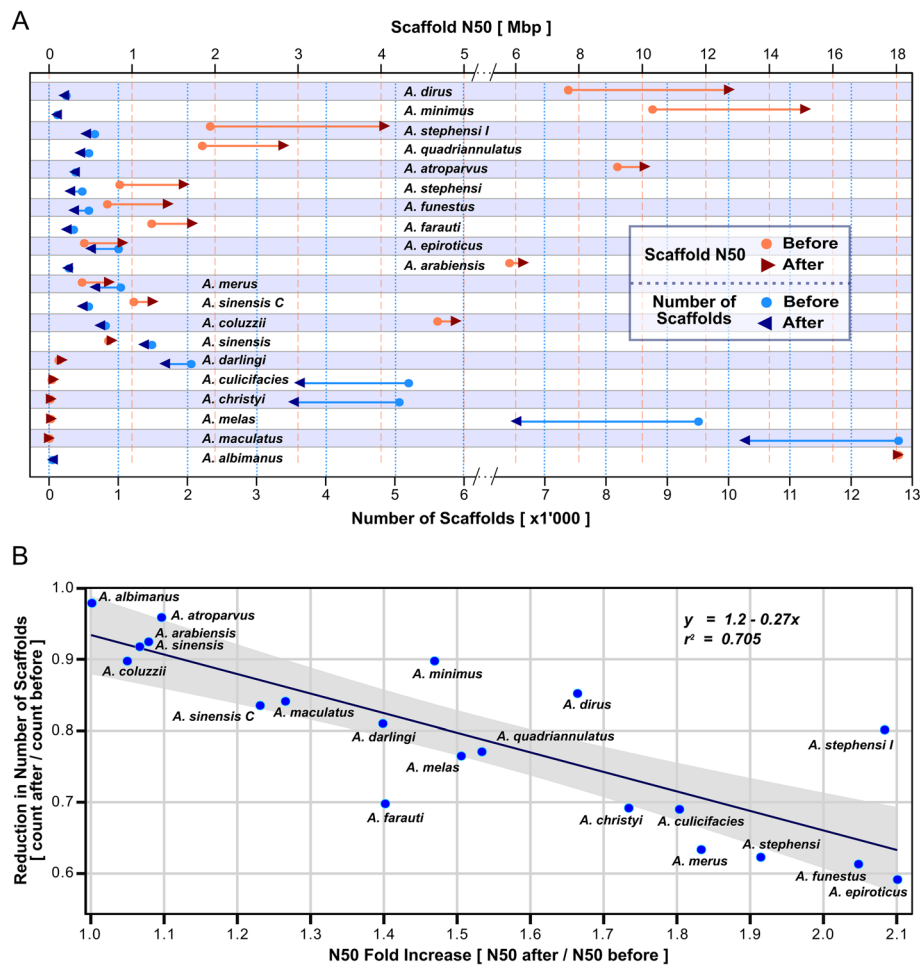 A
Scaffold N50 [ Mbp ]
0 1 2 3 4 5 6 8 10 12 14 16 18
A. dirus
A. minimus
A. stephensi I
A. quadriannulatus
A. atroparvus
A. stephensi
A. funestus
A. farauti
A. epiroticus
A. arabiensis
A. merus
A. sinensis C
A. coluzzii
A. sinensis
A. darlingi
A. culicifacies
A. christyi
A. melas
A. maculatus
A. albimanus
Scaffold N50
Before
After
Number of
Scaffolds
Before
After
0 1 2 3 4 5 6 7 8 9 10 11 12 13
Number of Scaffolds [ x1'000 ]
B
Reduction in Number of Scaffolds
[ count after / count before ]
1.0
0.9
0.8
0.7
0.6
y = 1.2 - 0.27x
r² = 0.705
A. albimanus
A. atroparvus
A. arabiensis
A. sinensis
A. coluzzii
A. minimus
A. dirus
A. sinensis C
A. maculatus
A. darlingi
A. quadriannulatus
A. stephensi I
A. melas
A. farauti
A. christyi
A. culicifacies
A. merus
A. stephensi
A. funestus
A. epiroticus
1.0 1.1 1.2 1.3 1.4 1.5 1.6 1.7 1.8 1.9 2.0 2.1
N50 Fold Increase [ N50 after / N50 before ]